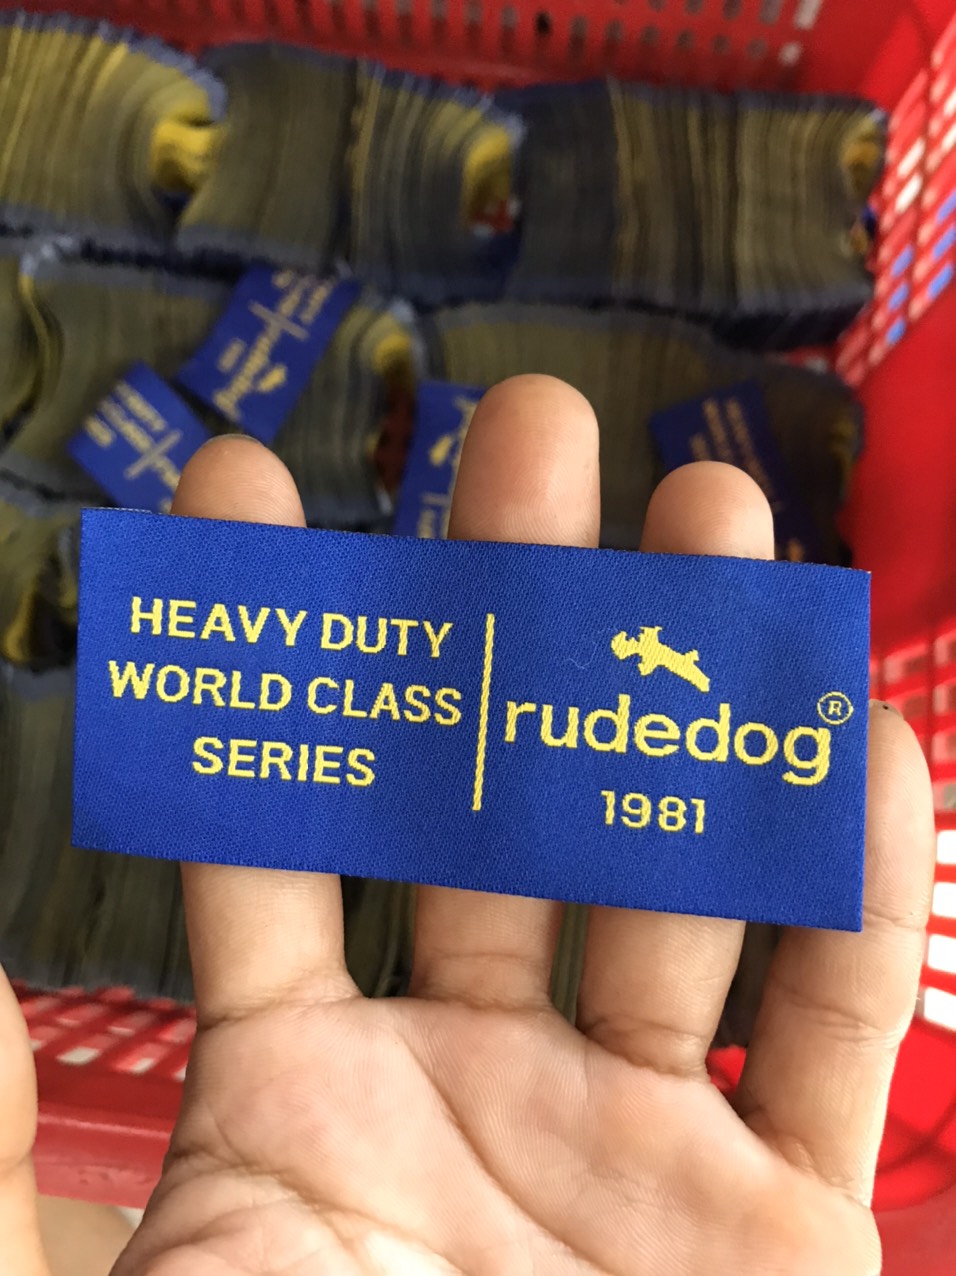 HEAVY DUTY
WORLD CLASS
SERIES
rudedog®
1981